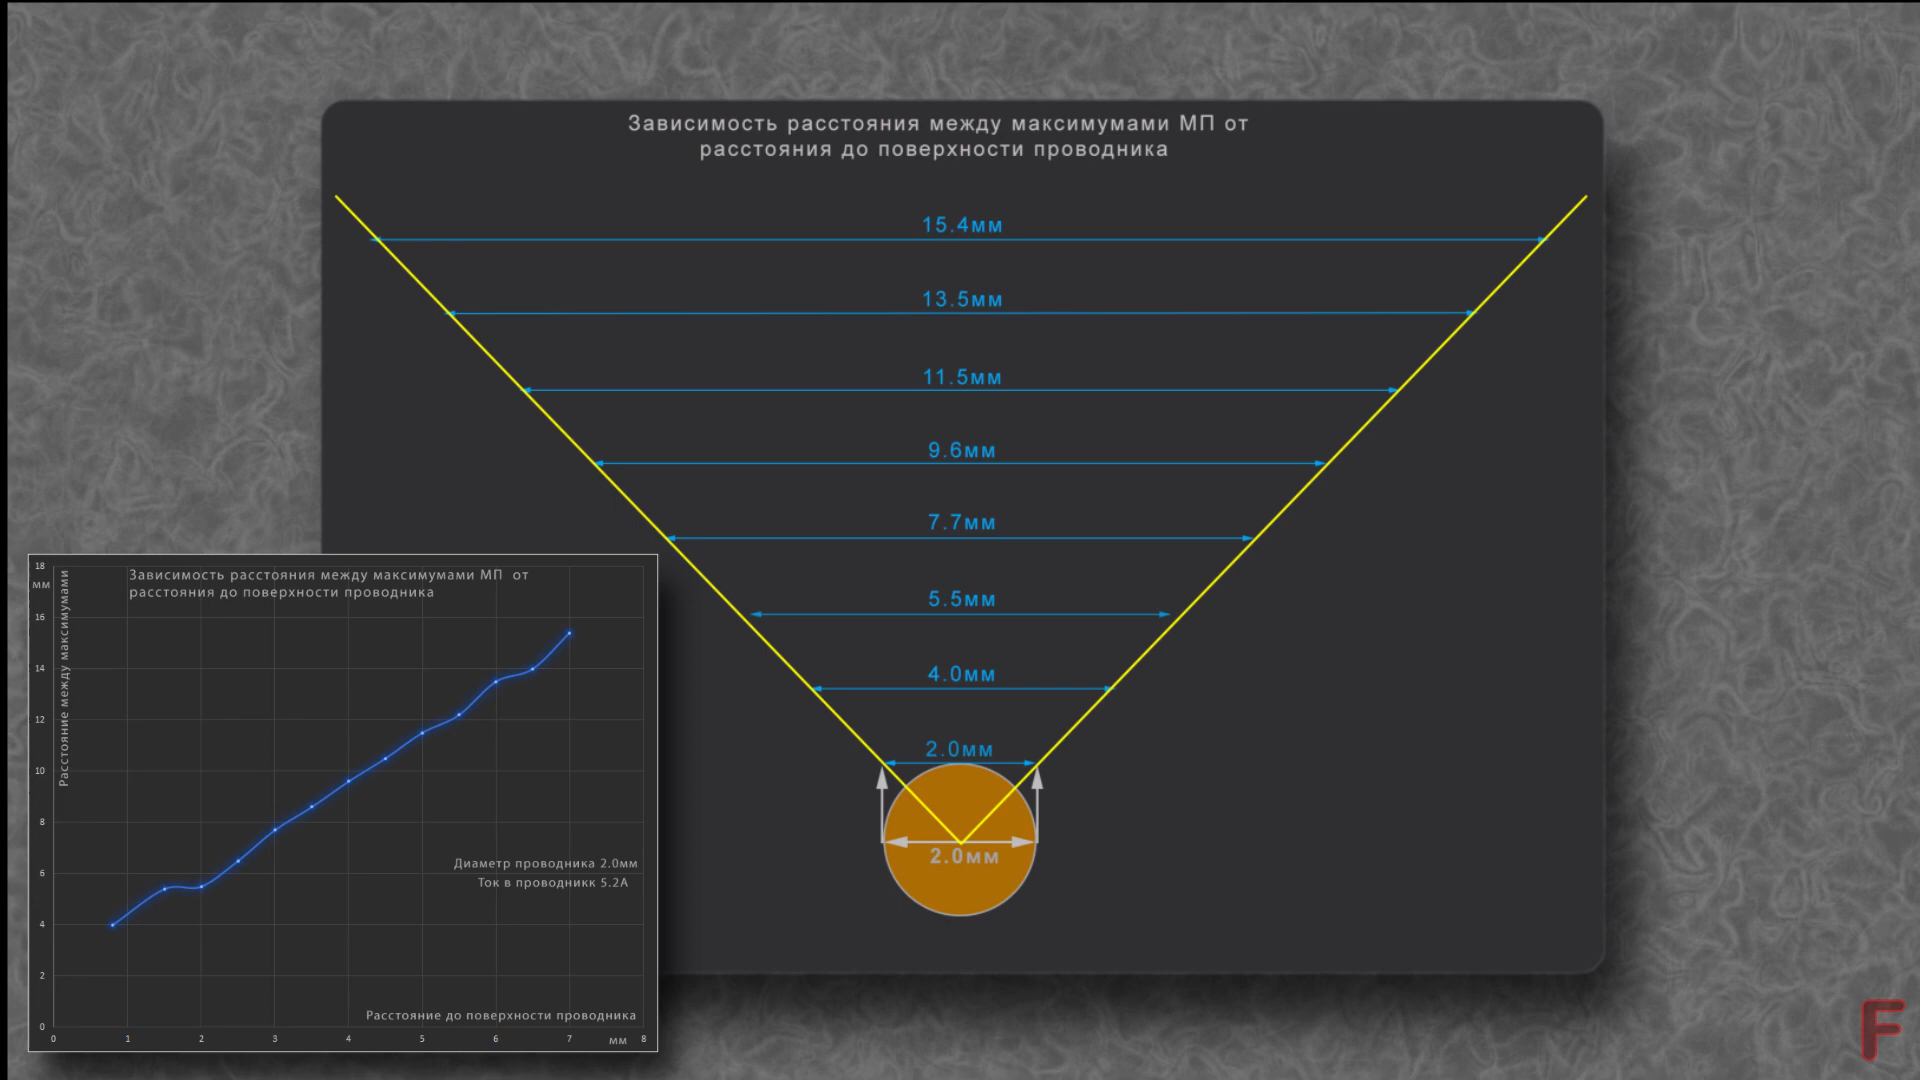 Зависимость расстояния между максимумами МП от
расстояния до поверхности проводника
15.4мм
13.5мм
11.5мм
9.6мм
7.7мм
5.5мм
4.0мм
2.0мм
2.0мм
Зависимость расстояния между максимумами МП от
расстояния до поверхности проводника
18
мм
16
14
12
10
8
6
4
2
0
Расстояние между максимумами
Диаметр проводника 2.0мм
Ток в проводникк 5.2А
Расстояние до поверхности проводника
0 1 2 3 4 5 6 7 мм 8
F